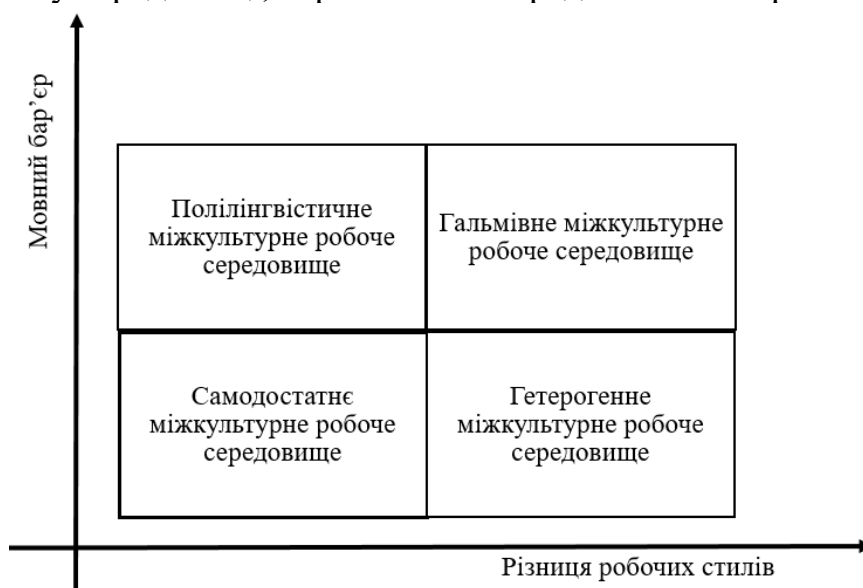 Мовний бар’єр
Полілінгвістичне
міжкультурне робоче
середовище
Гальмівне міжкультурне
робоче середовище
Самодостатнє
міжкультурне робоче
середовище
Гетерогенне
міжкультурне робоче
середовище
Різниця робочих стилів